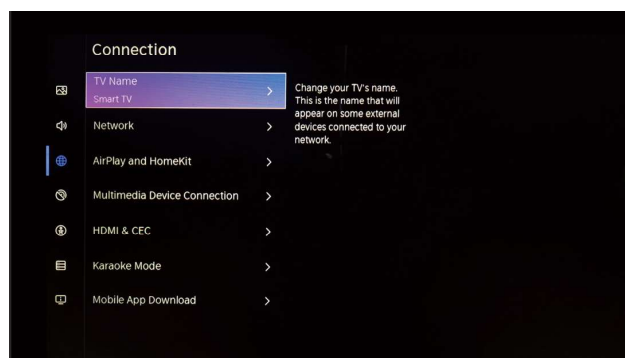 Connection
TV Name
Smart TV
Change your TV's name.
This is the name that will
appear on some external
devices connected to your
network.
Network
AirPlay and HomeKit
Multimedia Device Connection
HDMI & CEC
Karaoke Mode
Mobile App Download